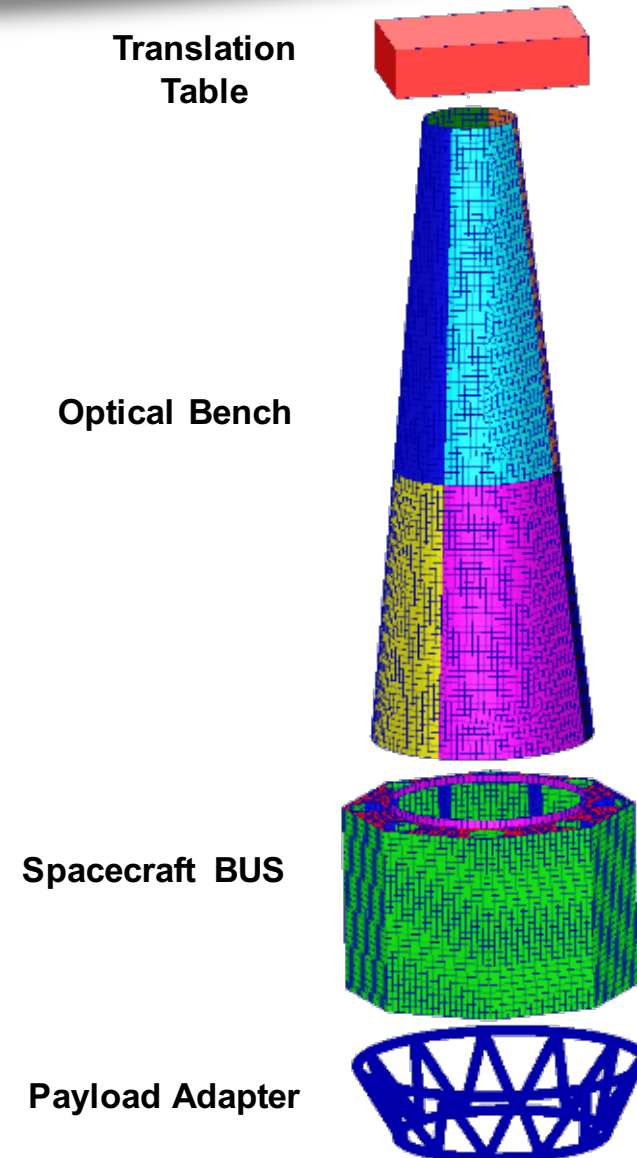 Translation
Table
Optical Bench
Spacecraft BUS
Payload Adapter